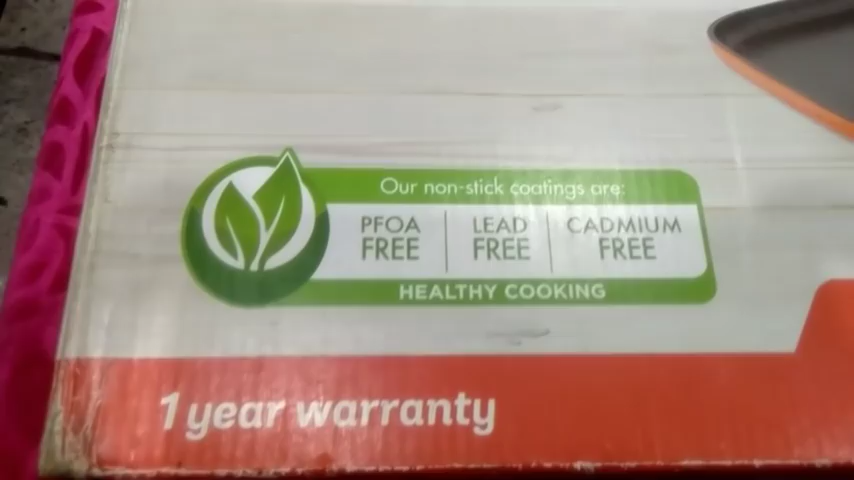 Our non-stick coatings are:
PFOA FREE
LEAD FREE
CADMIUM FREE
HEALTHY COOKING
1 year warranty